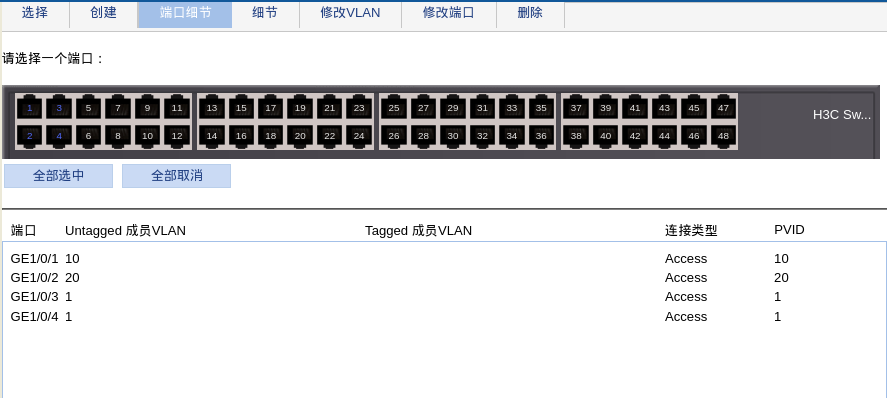 选择 创建 端口细节 细节 修改VLAN 修改端口 删除
请选择一个端口：
1 3 5 7 9 11 13 15 17 19 21 23 25 27 29 31 33 35 37 39 41 43 45 47
H3C Sw...
2 4 6 8 10 12 14 16 18 20 22 24 26 28 30 32 34 36 38 40 42 44 46 48
全部选中 全部取消
端口 Untagged 成员VLAN Tagged 成员VLAN 连接类型 PVID
GE1/0/1 10 Access 10
GE1/0/2 20 Access 20
GE1/0/3 1 Access 1
GE1/0/4 1 Access 1